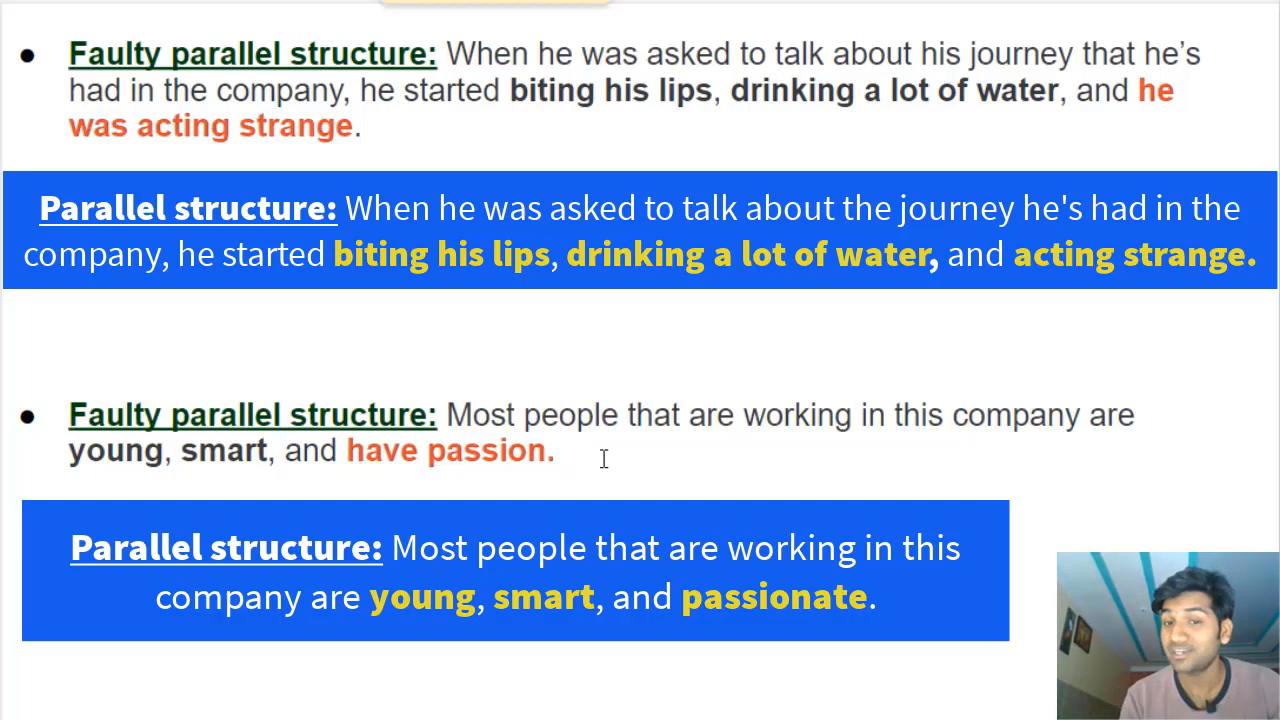 Faulty parallel structure: When he was asked to talk about his journey that he’s
had in the company, he started biting his lips, drinking a lot of water, and he
was acting strange.
Parallel structure: When he was asked to talk about the journey he's had in the
company, he started biting his lips, drinking a lot of water, and acting strange.
Faulty parallel structure: Most people that are working in this company are
young, smart, and have passion.
Parallel structure: Most people that are working in this
company are young, smart, and passionate.